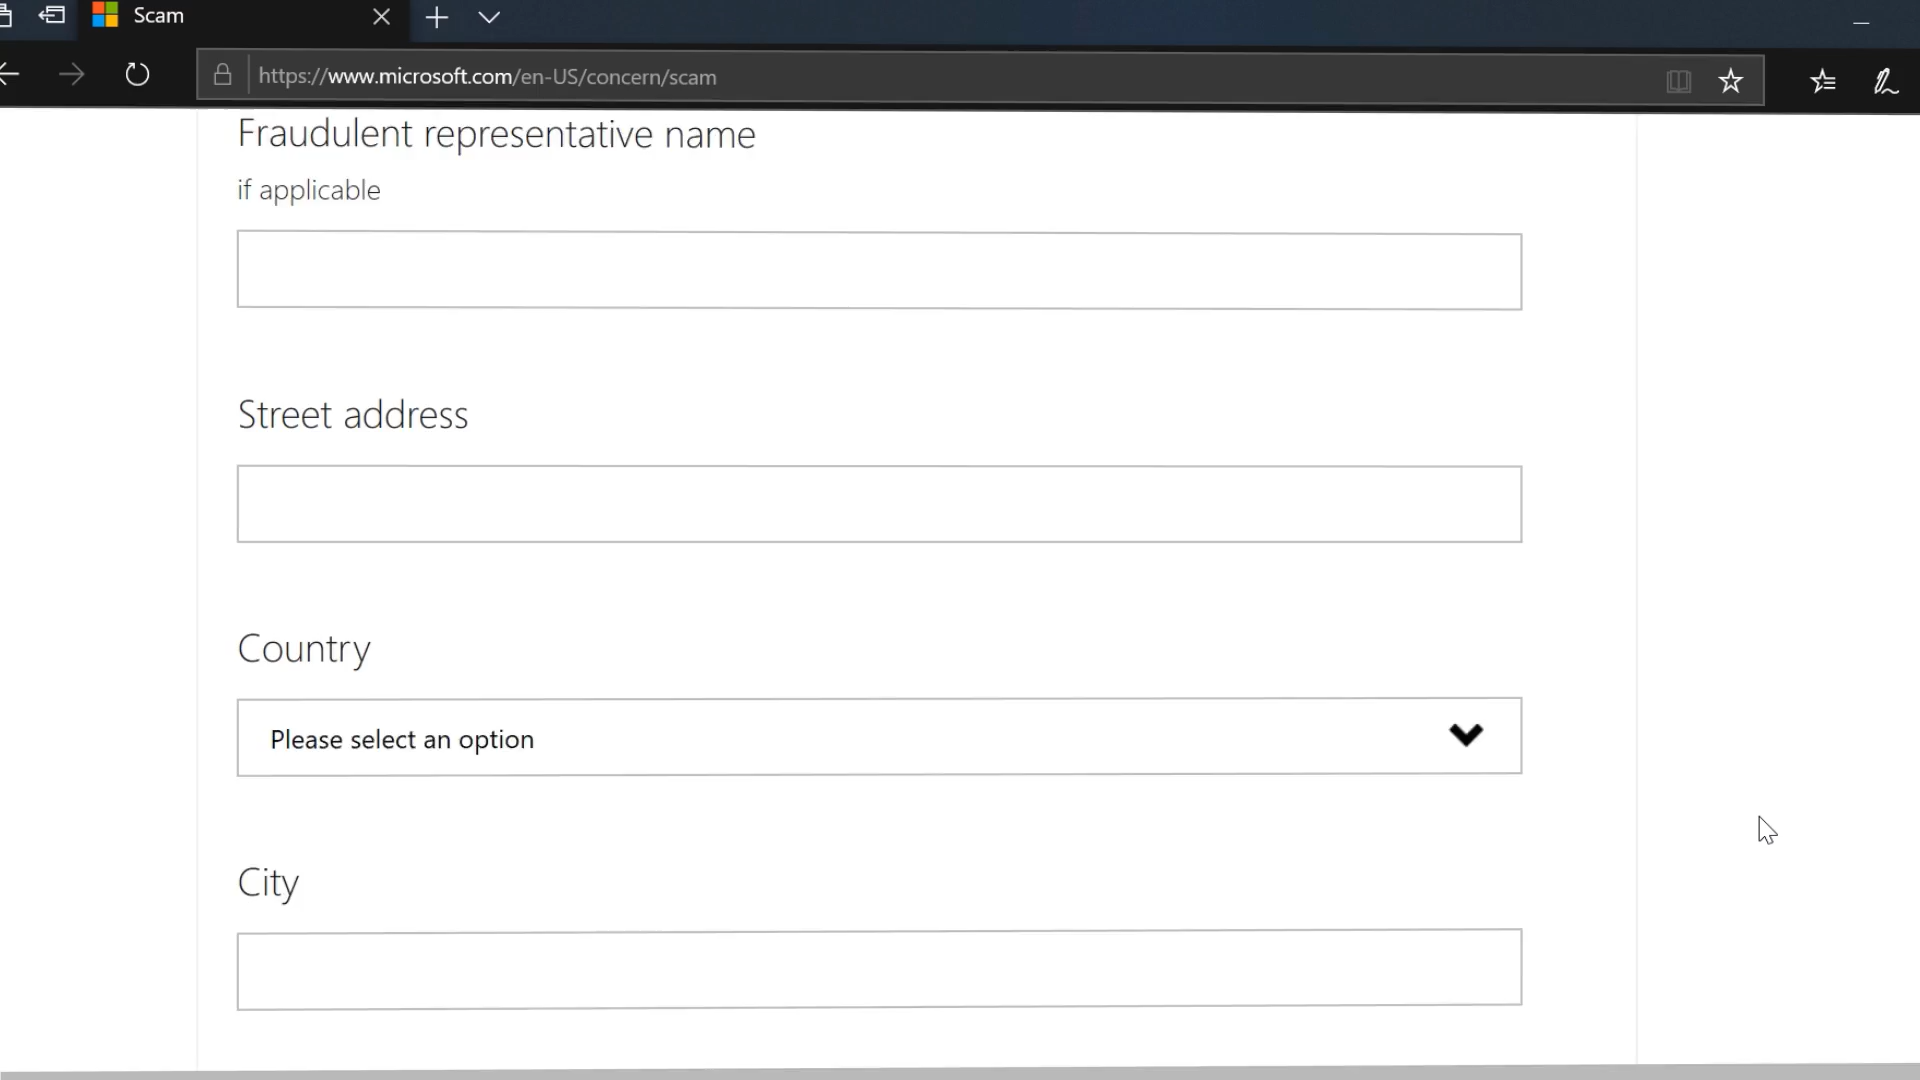 Scam
https://www.microsoft.com/en-US/concern/scam
Fraudulent representative name
if applicable
Street address
Country
Please select an option
City